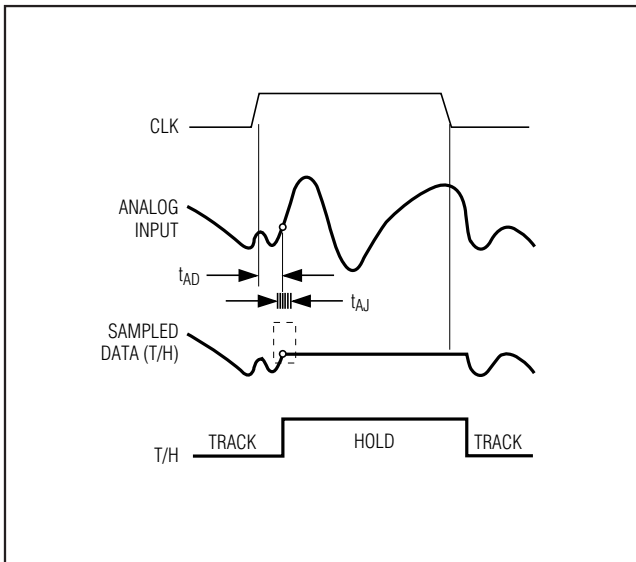 CLK
ANALOG
INPUT
tAD
tAJ
SAMPLED
DATA (T/H)
TRACK HOLD TRACK
T/H